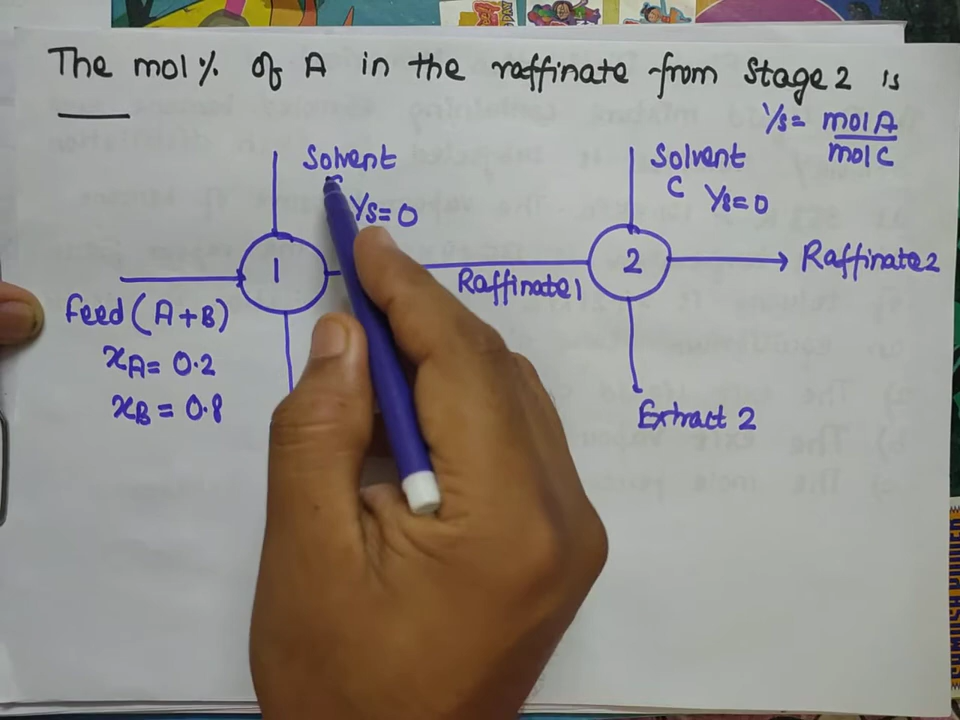 The mol% of A in the raffinate from Stage 2 is
Ys = mol A
mol C
Solvent
C Ys = 0
Solvent
C Ys = 0
1
2
Raffinate 1
Raffinate 2
Feed (A+B)
xA = 0.2
xB = 0.8
Extract 2